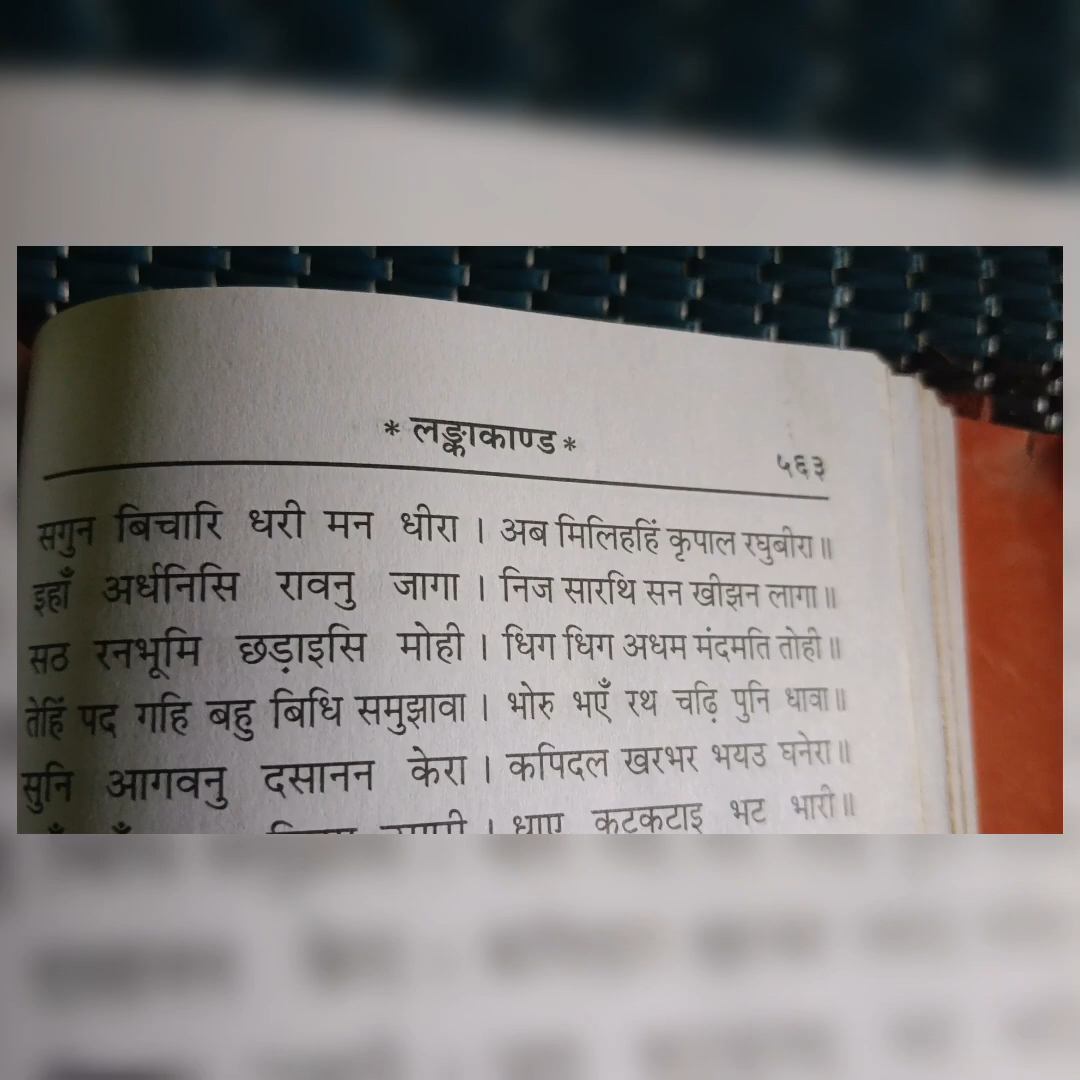 * लङ्काकाण्ड *
५६३
सगुन बिचारि धरी मन धीरा । अब मिलिहहिं कृपाल रघुबीरा ॥
इहाँ अर्धनिसि रावनु जागा । निज सारथि सन खीझन लागा ॥
सठ रनभूमि छड़ाइसि मोही । धिग धिग अधम मंदमति तोही ॥
तेहिं पद गहि बहु बिधि समुझावा । भोरु भएँ रथ चढ़ि पुनि धावा ॥
सुनि आगवनु दसानन केरा । कपिदल खरभर भयउ घनेरा ॥
। धाए कटकटाइ भट भारी ॥